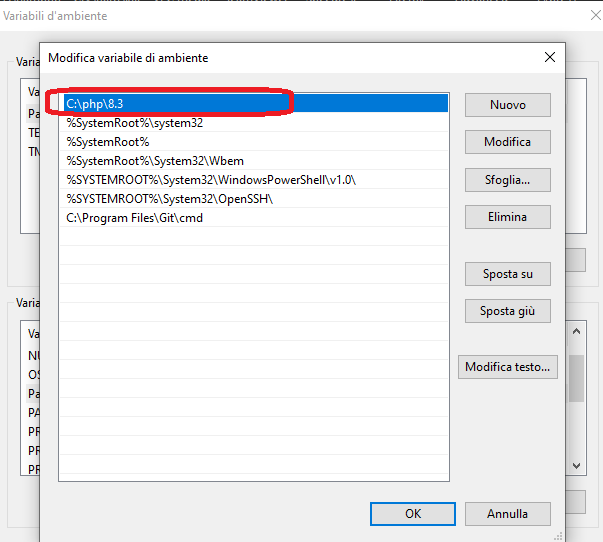 Variabili d'ambiente
Modifica variabile di ambiente
C:\php\8.3
%SystemRoot%\system32
%SystemRoot%
%SystemRoot%\System32\Wbem
%SYSTEMROOT%\System32\WindowsPowerShell\v1.0\
%SYSTEMROOT%\System32\OpenSSH\
C:\Program Files\Git\cmd
Nuovo
Modifica
Sfoglia...
Elimina
Sposta su
Sposta giù
Modifica testo...
OK
Annulla
Varia
Va
Pa
TE
TN
Varia
Va
NU
OS
Pa
PA
PR
PR
PR